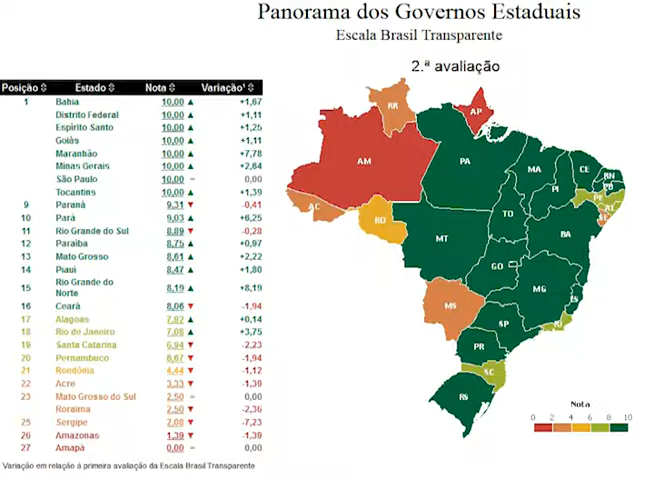 Panorama dos Governos Estaduais
Escala Brasil Transparente
2.ª avaliação
Posição Estado Nota Variação¹
1 Bahia 10,00 +1,67
Distrito Federal 10,00 +1,11
Espírito Santo 10,00 +1,25
Goiás 10,00 +1,11
Maranhão 10,00 +7,78
Minas Gerais 10,00 +2,64
São Paulo 10,00 0,00
Tocantins 10,00 +1,39
9 Paraná 9,31 -0,41
10 Pará 9,03 +6,25
11 Rio Grande do Sul 8,89 -0,28
12 Paraíba 8,75 +0,97
13 Mato Grosso 8,61 +2,22
14 Piauí 8,47 +1,80
15 Rio Grande do
Norte 8,19 +8,19
16 Ceará 8,06 -1,94
17 Alagoas 7,92 +0,14
18 Rio de Janeiro 7,08 +3,75
19 Santa Catarina 6,94 -2,23
20 Pernambuco 6,67 -1,94
21 Rondônia 4,44 -1,12
22 Acre 3,33 -1,39
23 Mato Grosso do Sul 2,50 0,00
Roraima 2,50 -2,36
25 Sergipe 2,08 -7,23
26 Amazonas 1,39 -1,39
27 Amapá 0,00 0,00
Variação em relação à primeira avaliação da Escala Brasil Transparente
RR
AP
AM
PA
MA
CE
RN
PB
PI
PE
AL
SE
AC
RO
TO
BA
MT
GO
MG
ES
MS
SP
RJ
PR
SC
RS
Nota
0 2 4 6 8 10